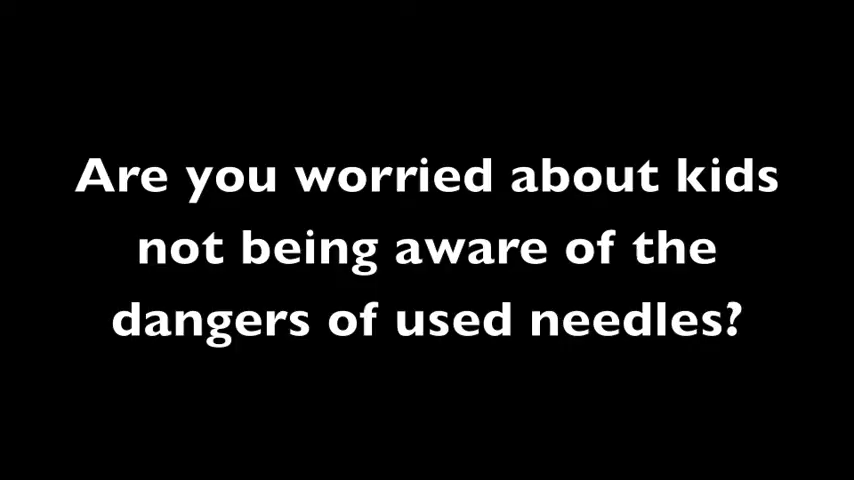 Are you worried about kids
not being aware of the
dangers of used needles?